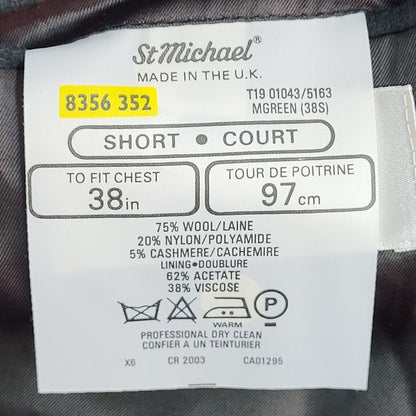 St Michael®
MADE IN THE U.K.
8356 352
T19 01043/5163
MGREEN (38S)
SHORT • COURT
TO FIT CHEST
38in
TOUR DE POITRINE
97cm
75% WOOL/LAINE
20% NYLON/POLYAMIDE
5% CASHMERE/CACHEMIRE
LINING•DOUBLURE
62% ACETATE
38% VISCOSE
P
WARM
PROFESSIONAL DRY CLEAN
CONFIER A UN TEINTURIER
X6 CR 2003 CA01295